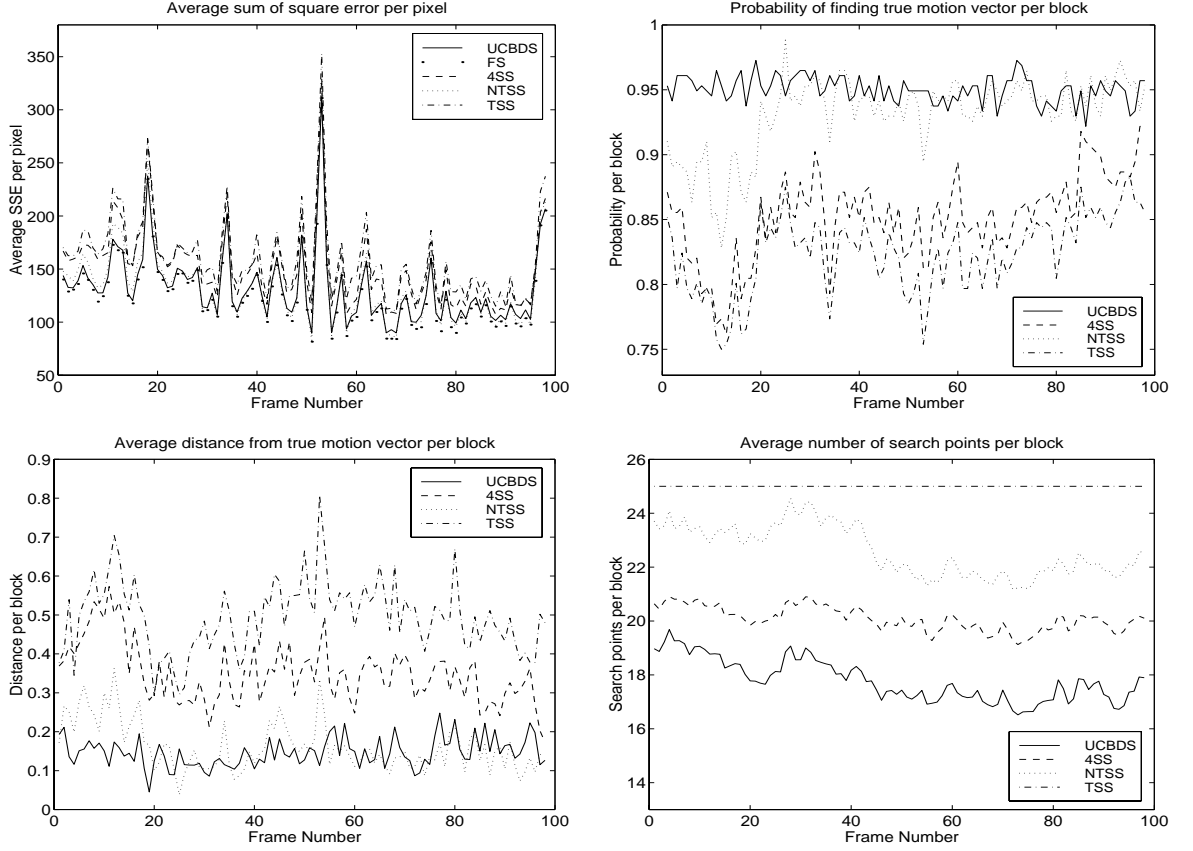 Average sum of square error per pixel
350
300
250
200
150
100
50
0
20
40
60
80
100
Average SSE per pixel
Frame Number
UCBDS
FS
4SS
NTSS
TSS
Probability of finding true motion vector per block
1
0.95
0.9
0.85
0.8
0.75
0
20
40
60
80
100
Probability per block
Frame Number
UCBDS
4SS
NTSS
TSS
Average distance from true motion vector per block
0.9
0.8
0.7
0.6
0.5
0.4
0.3
0.2
0.1
0
0
20
40
60
80
100
Distance per block
Frame Number
UCBDS
4SS
NTSS
TSS
Average number of search points per block
26
24
22
20
18
16
14
13
0
20
40
60
80
100
Search points per block
Frame Number
UCBDS
4SS
NTSS
TSS